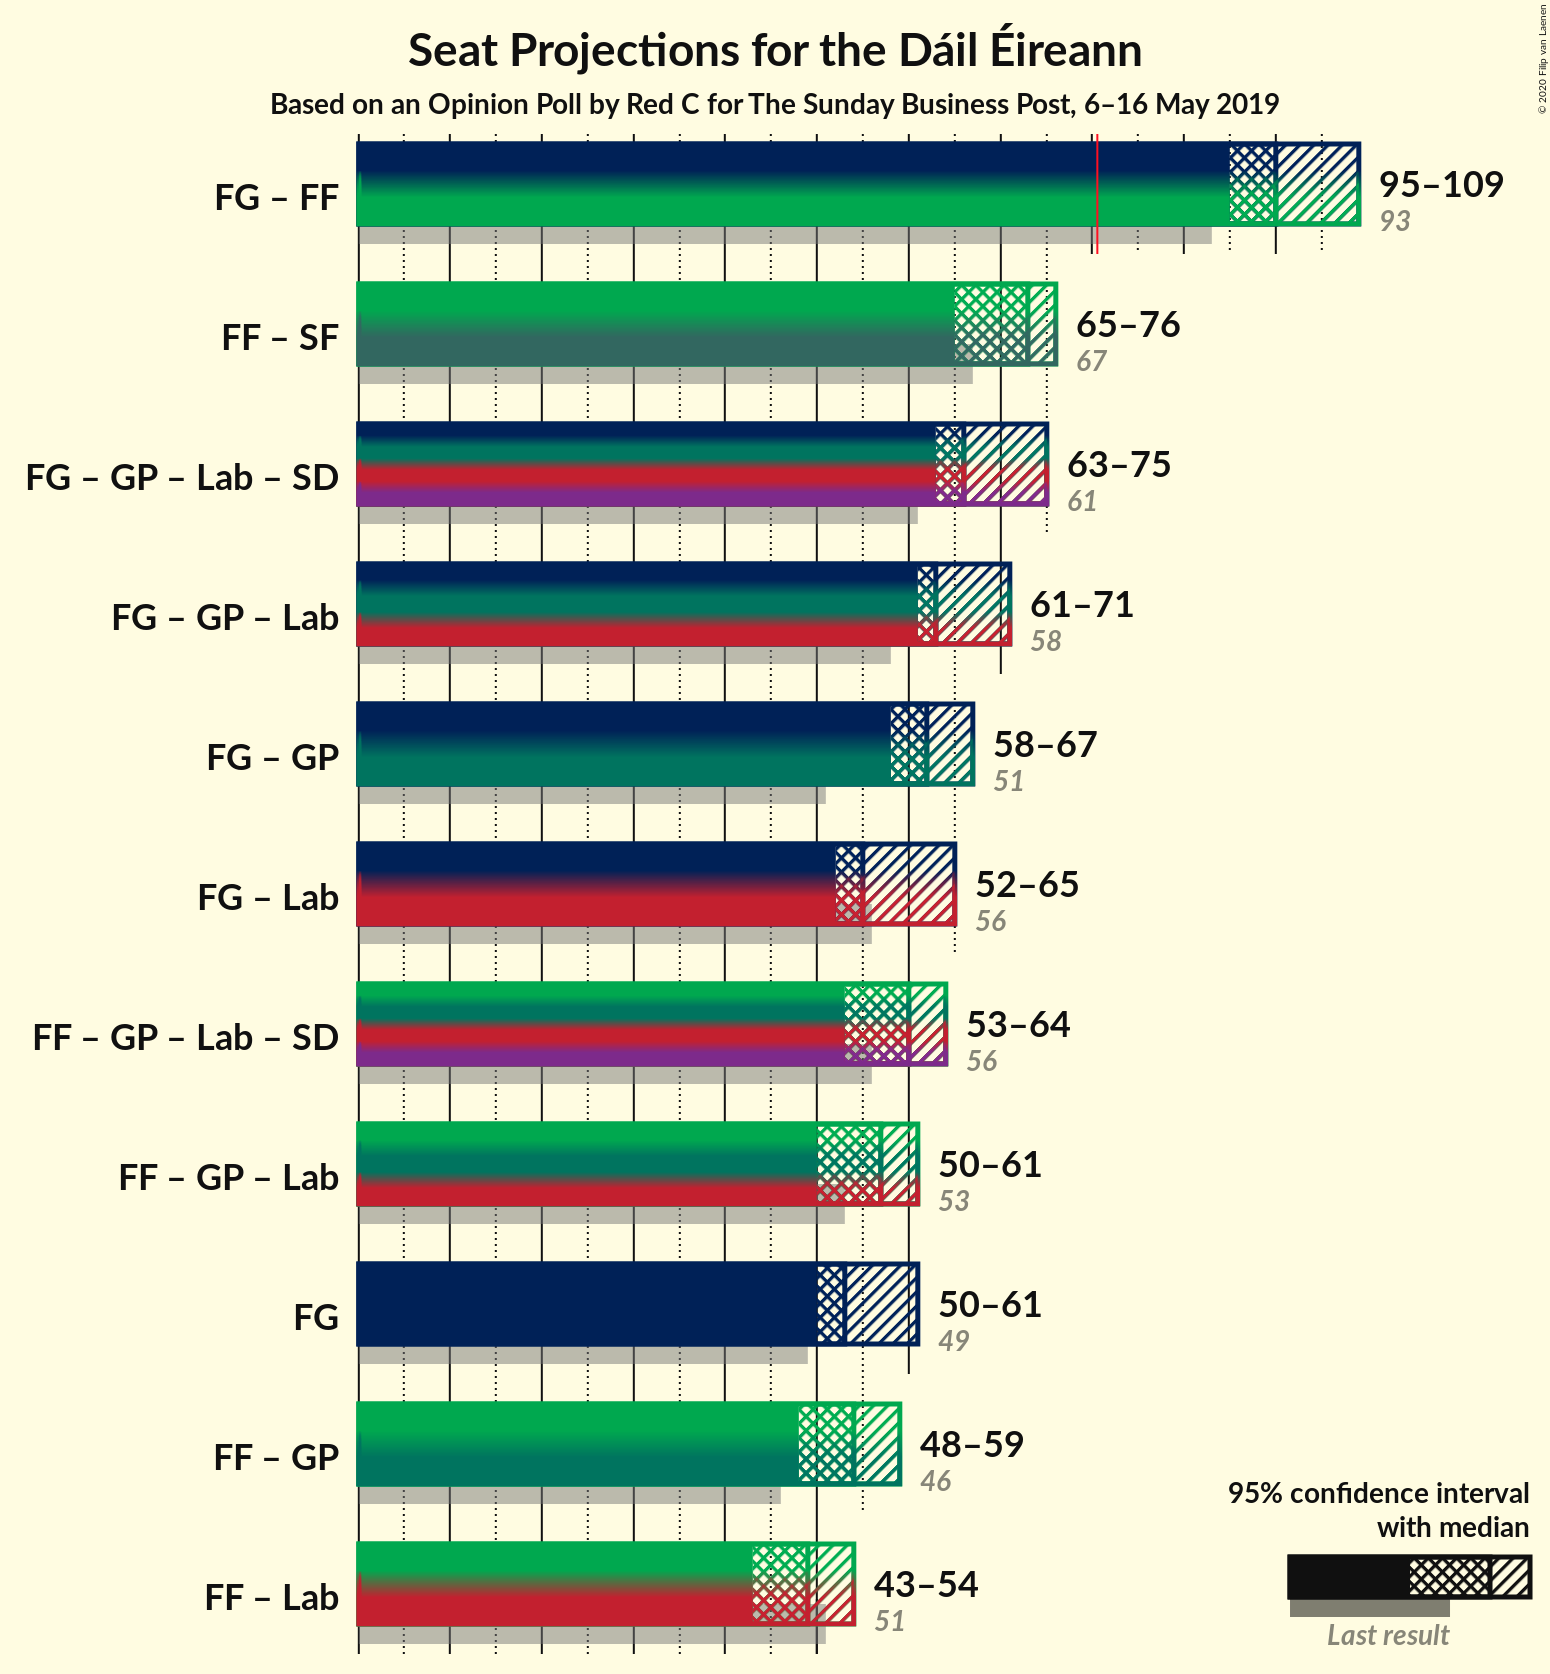 © 2020 Filip van Laenen
Seat Projections for the Dáil Éireann
Based on an Opinion Poll by Red C for The Sunday Business Post, 6–16 May 2019
FG – FF
95–109
93
FF – SF
65–76
67
FG – GP – Lab – SD
63–75
61
FG – GP – Lab
61–71
58
FG – GP
58–67
51
FG – Lab
52–65
56
FF – GP – Lab – SD
53–64
56
FF – GP – Lab
50–61
53
FG
50–61
49
FF – GP
48–59
46
FF – Lab
43–54
51
95% confidence interval
with median
Last result